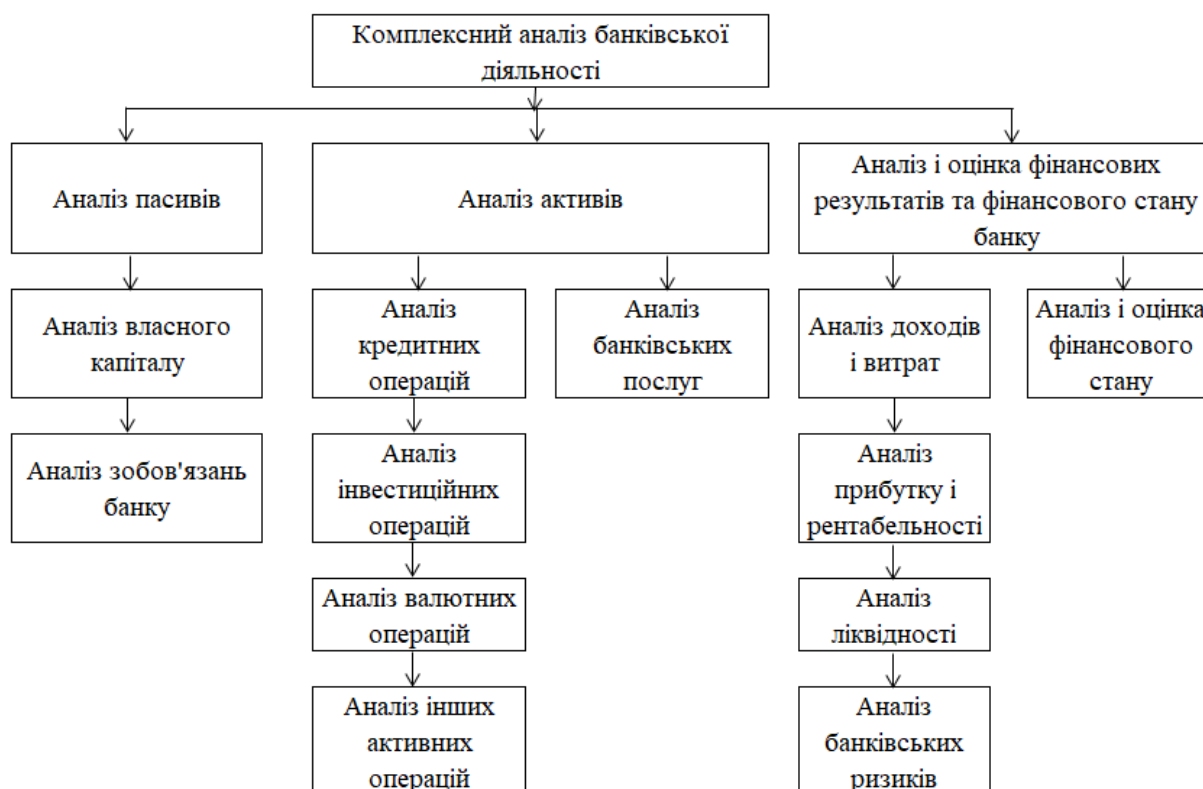 Комплексний аналіз банківської
діяльності
Аналіз пасивів
Аналіз активів
Аналіз і оцінка фінансових
результатів та фінансового стану
банку
Аналіз власного
капіталу
Аналіз
кредитних
операцій
Аналіз
банківських
послуг
Аналіз доходів
і витрат
Аналіз і оцінка
фінансового
стану
Аналіз зобов'язань
банку
Аналіз
інвестиційних
операцій
Аналіз
прибутку і
рентабельності
Аналіз валютних
операцій
Аналіз
ліквідності
Аналіз інших
активних
операцій
Аналіз
банківських
ризиків